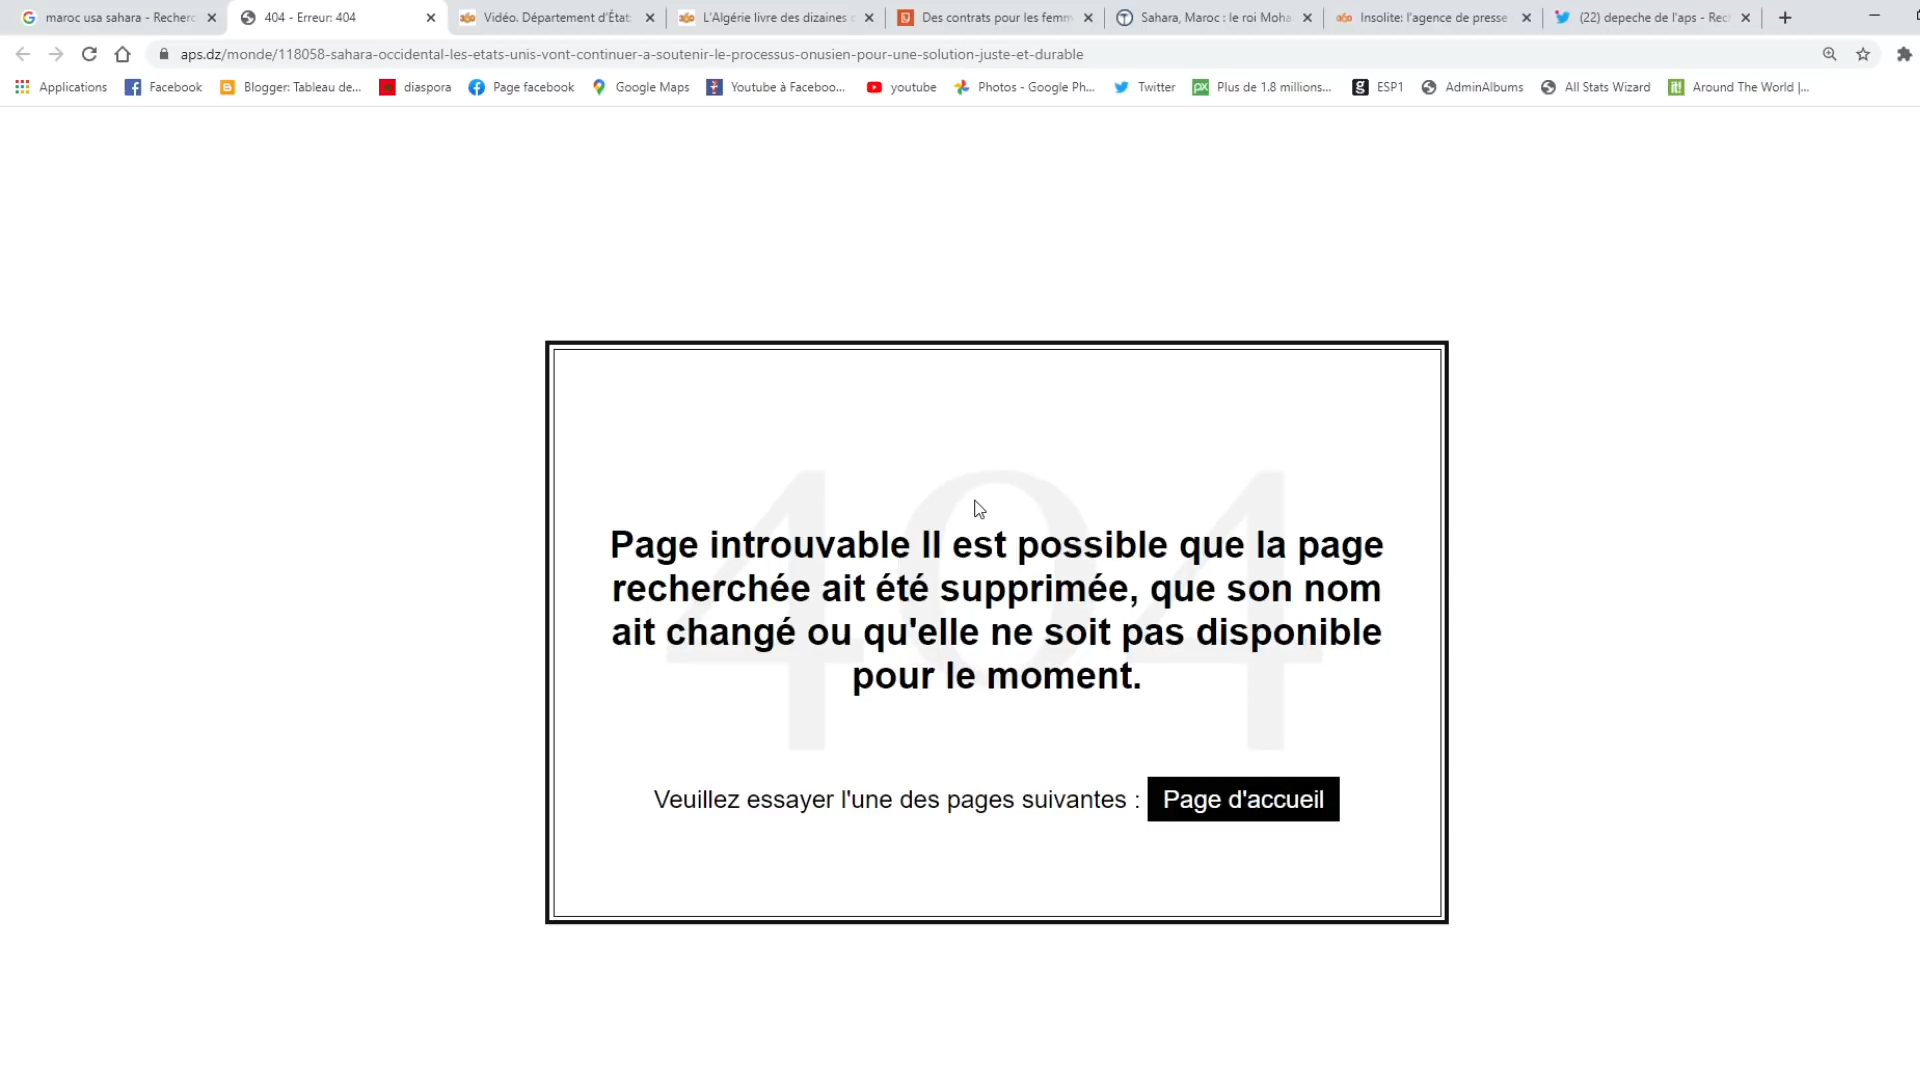 maroc usa sahara - Recherc
404 - Erreur: 404
Vidéo. Département d'État:
L'Algérie livre des dizaines
Des contrats pour les femm
Sahara, Maroc : le roi Moha
Insolite: l'agence de presse
(22) depeche de l'aps - Rec
aps.dz/monde/118058-sahara-occidental-les-etats-unis-vont-continuer-a-soutenir-le-processus-onusien-pour-une-solution-juste-et-durable
Applications
Facebook
Blogger: Tableau de...
diaspora
Page facebook
Google Maps
Youtube à Faceboo...
youtube
Photos - Google Ph...
Twitter
Plus de 1.8 millions...
ESP1
AdminAlbums
All Stats Wizard
Around The World |...
404
Page introuvable Il est possible que la page
recherchée ait été supprimée, que son nom
ait changé ou qu'elle ne soit pas disponible
pour le moment.
Veuillez essayer l'une des pages suivantes :
Page d'accueil